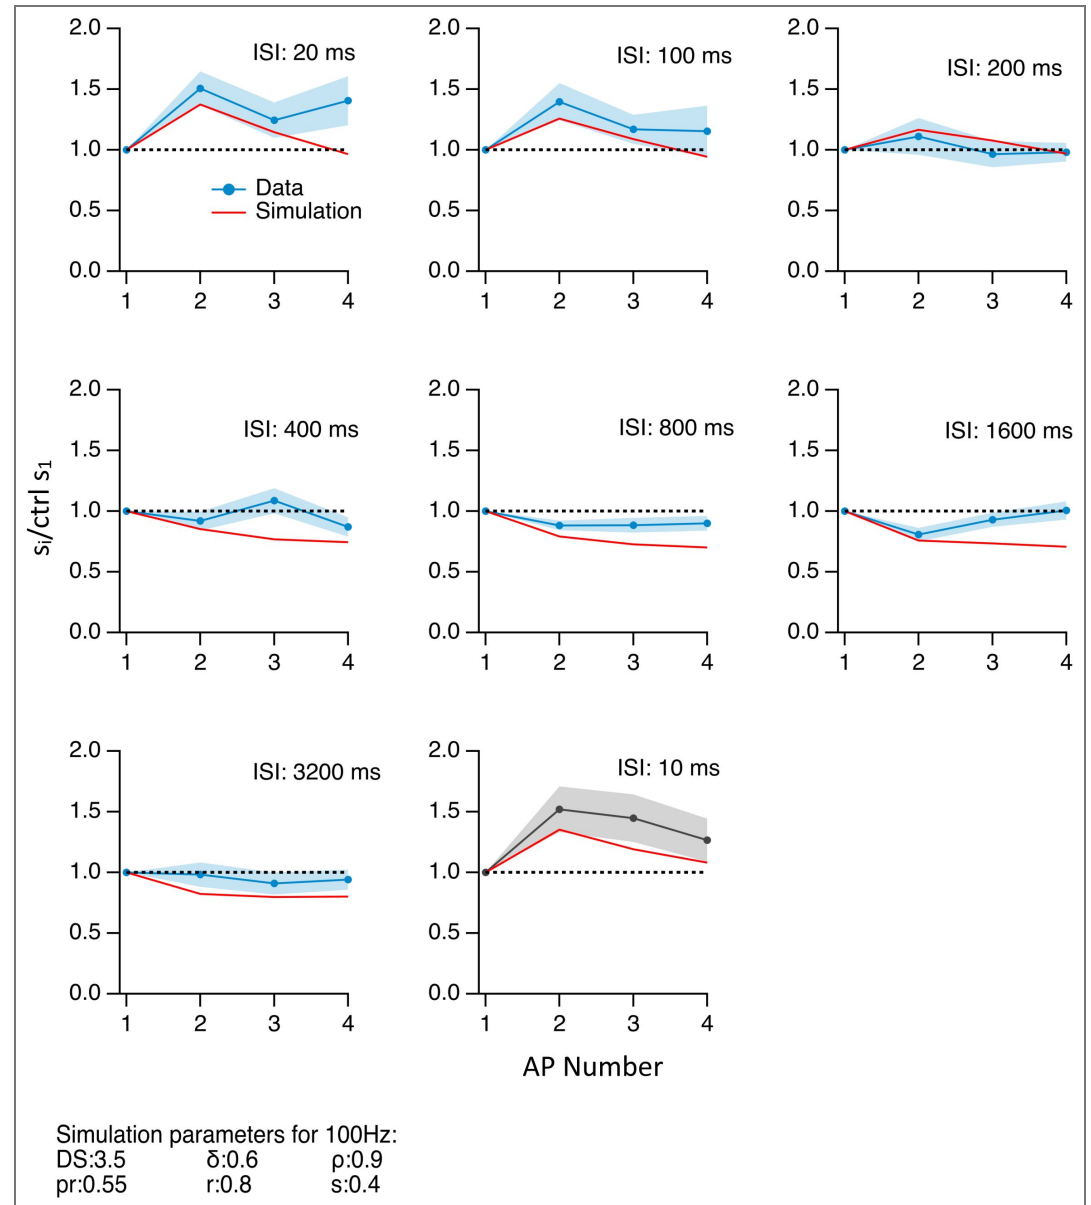 2.0
1.5
1.0
0.5
0.0
1 2 3 4
ISI: 20 ms
Data
Simulation
2.0
1.5
1.0
0.5
0.0
1 2 3 4
ISI: 100 ms
2.0
1.5
1.0
0.5
0.0
1 2 3 4
ISI: 200 ms
si/ctrl s1
2.0
1.5
1.0
0.5
0.0
1 2 3 4
ISI: 400 ms
2.0
1.5
1.0
0.5
0.0
1 2 3 4
ISI: 800 ms
2.0
1.5
1.0
0.5
0.0
1 2 3 4
ISI: 1600 ms
2.0
1.5
1.0
0.5
0.0
1 2 3 4
ISI: 3200 ms
2.0
1.5
1.0
0.5
0.0
1 2 3 4
ISI: 10 ms
AP Number
Simulation parameters for 100Hz:
DS:3.5 δ:0.6 ρ:0.9
pr:0.55 r:0.8 s:0.4